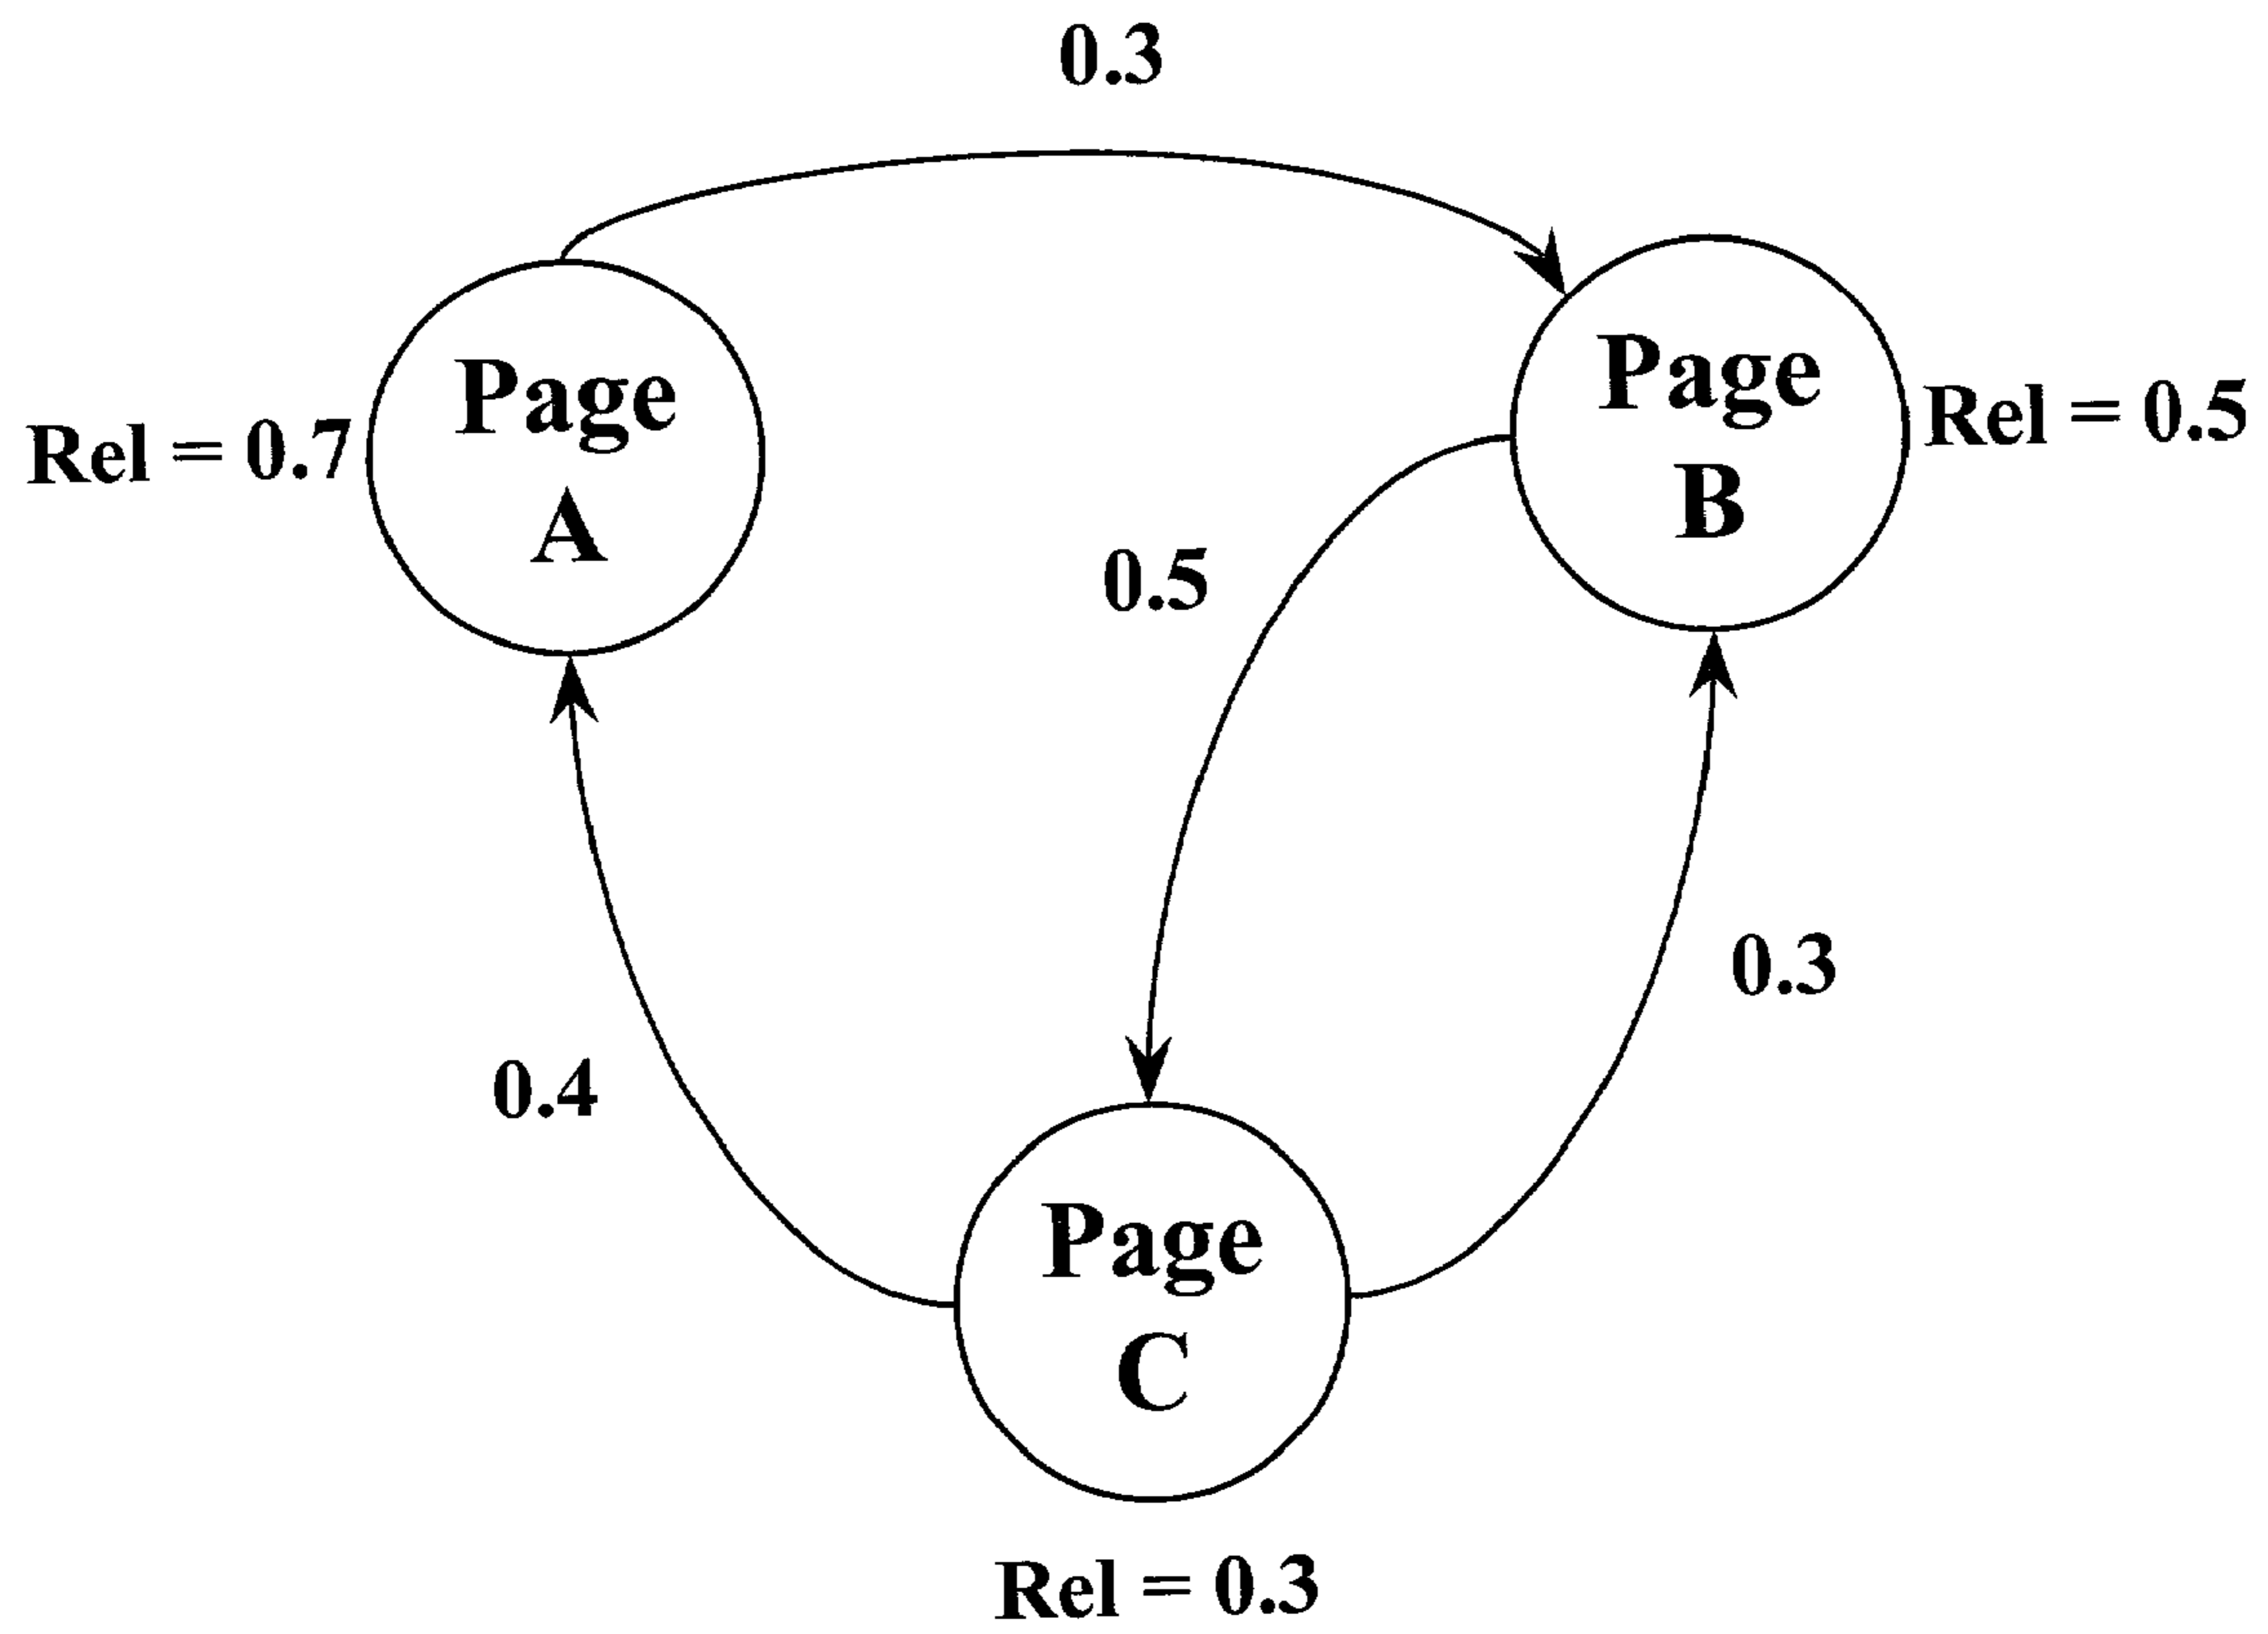 0.3
Page
A
Rel = 0.7
Page
B
Rel = 0.5
0.5
0.3
0.4
Page
C
Rel = 0.3